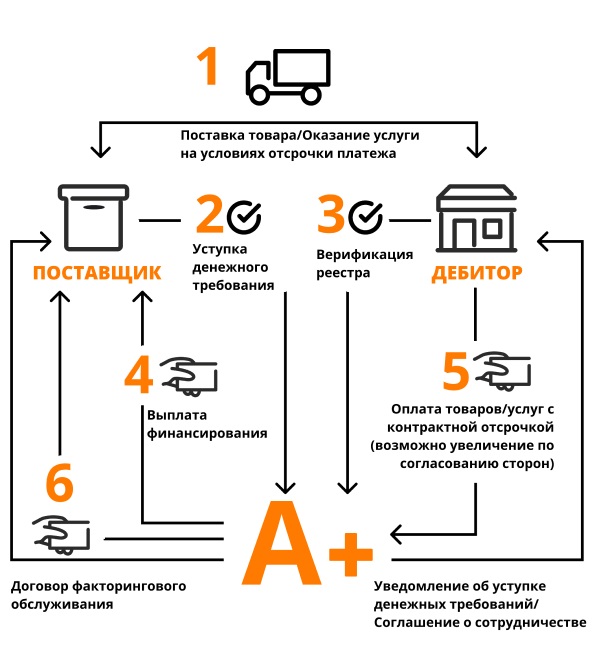 1
Поставка товара/Оказание услуги
на условиях отсрочки платежа
2
Уступка
денежного
требования
3
Верификация
реестра
ПОСТАВЩИК
ДЕБИТОР
4
Выплата
финансирования
5
Оплата товаров/услуг с
контрактной отсрочкой
(возможно увеличение по
согласованию сторон)
6
А+
Договор факторингового
обслуживания
Уведомление об уступке
денежных требований/
Соглашение о сотрудничестве